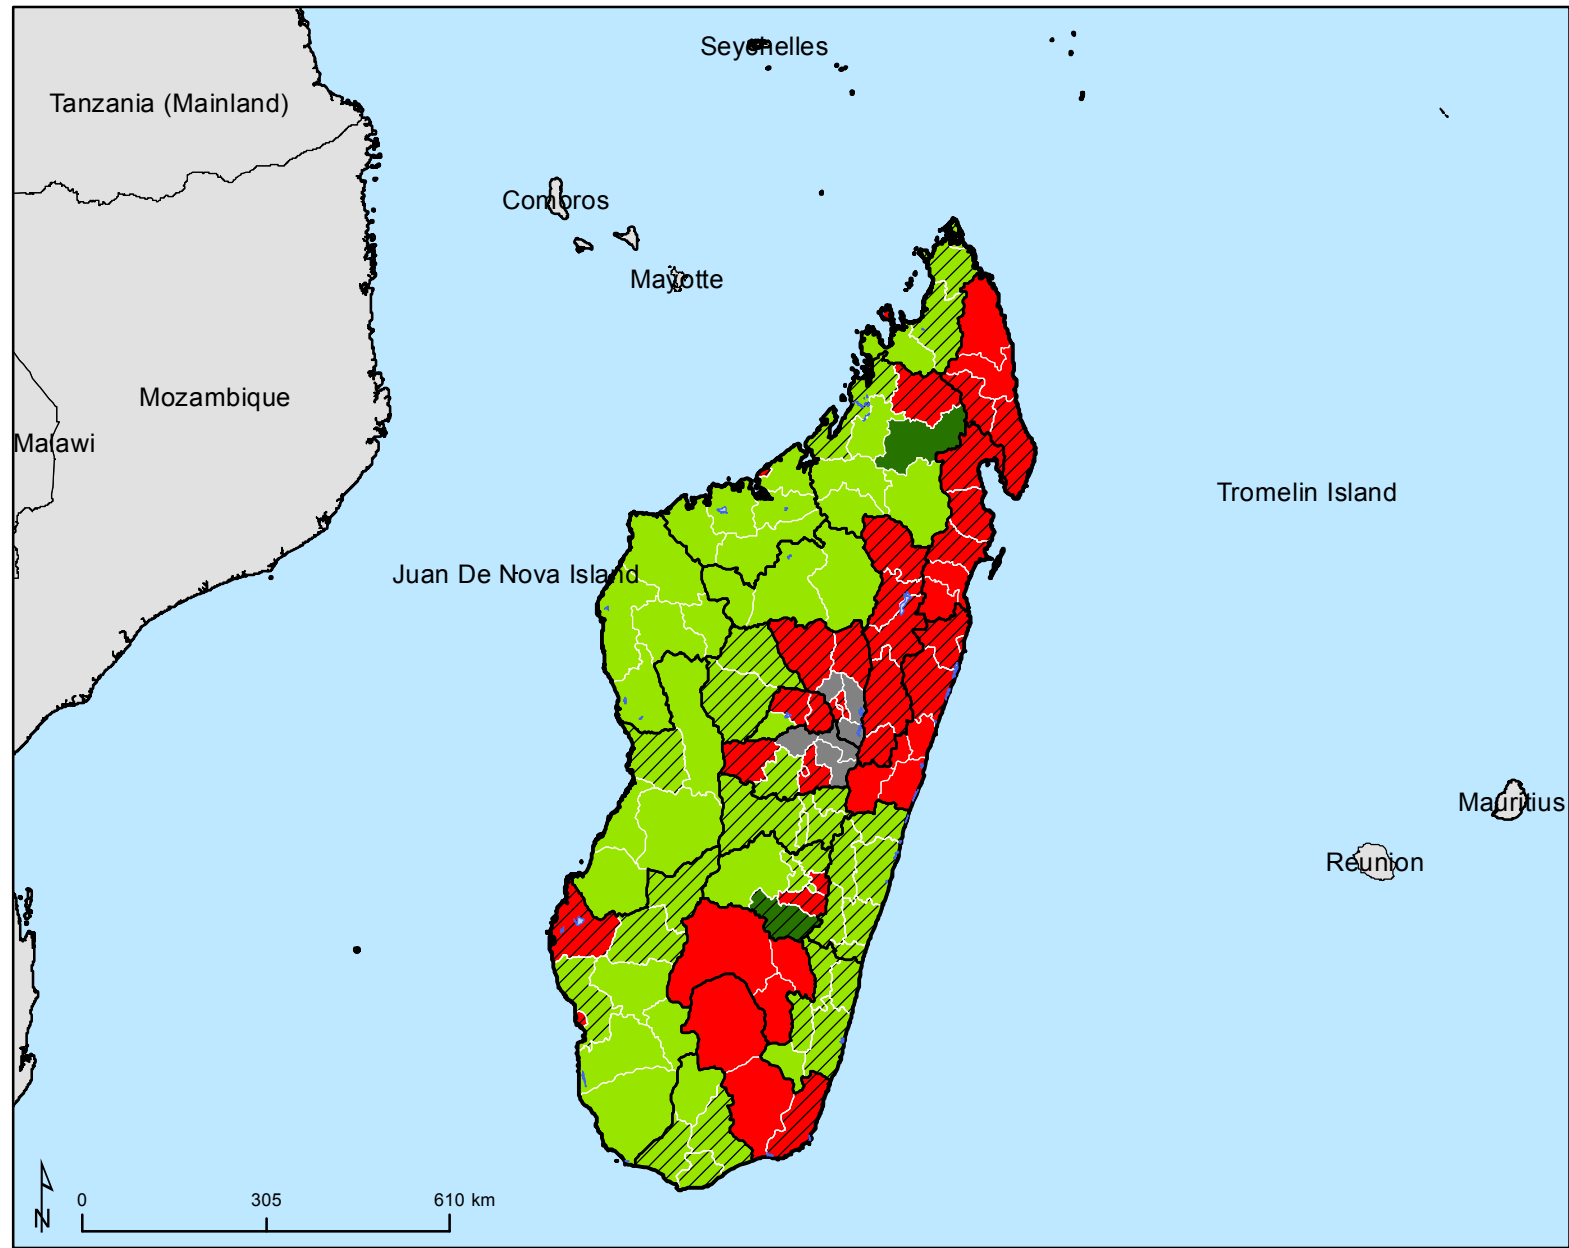 Seychelles
Tanzania (Mainland)
Comoros
Mayotte
Mozambique
Malawi
Tromelin Island
Juan De Nova Island
Mauritius
Reunion
0 305 610 km
N